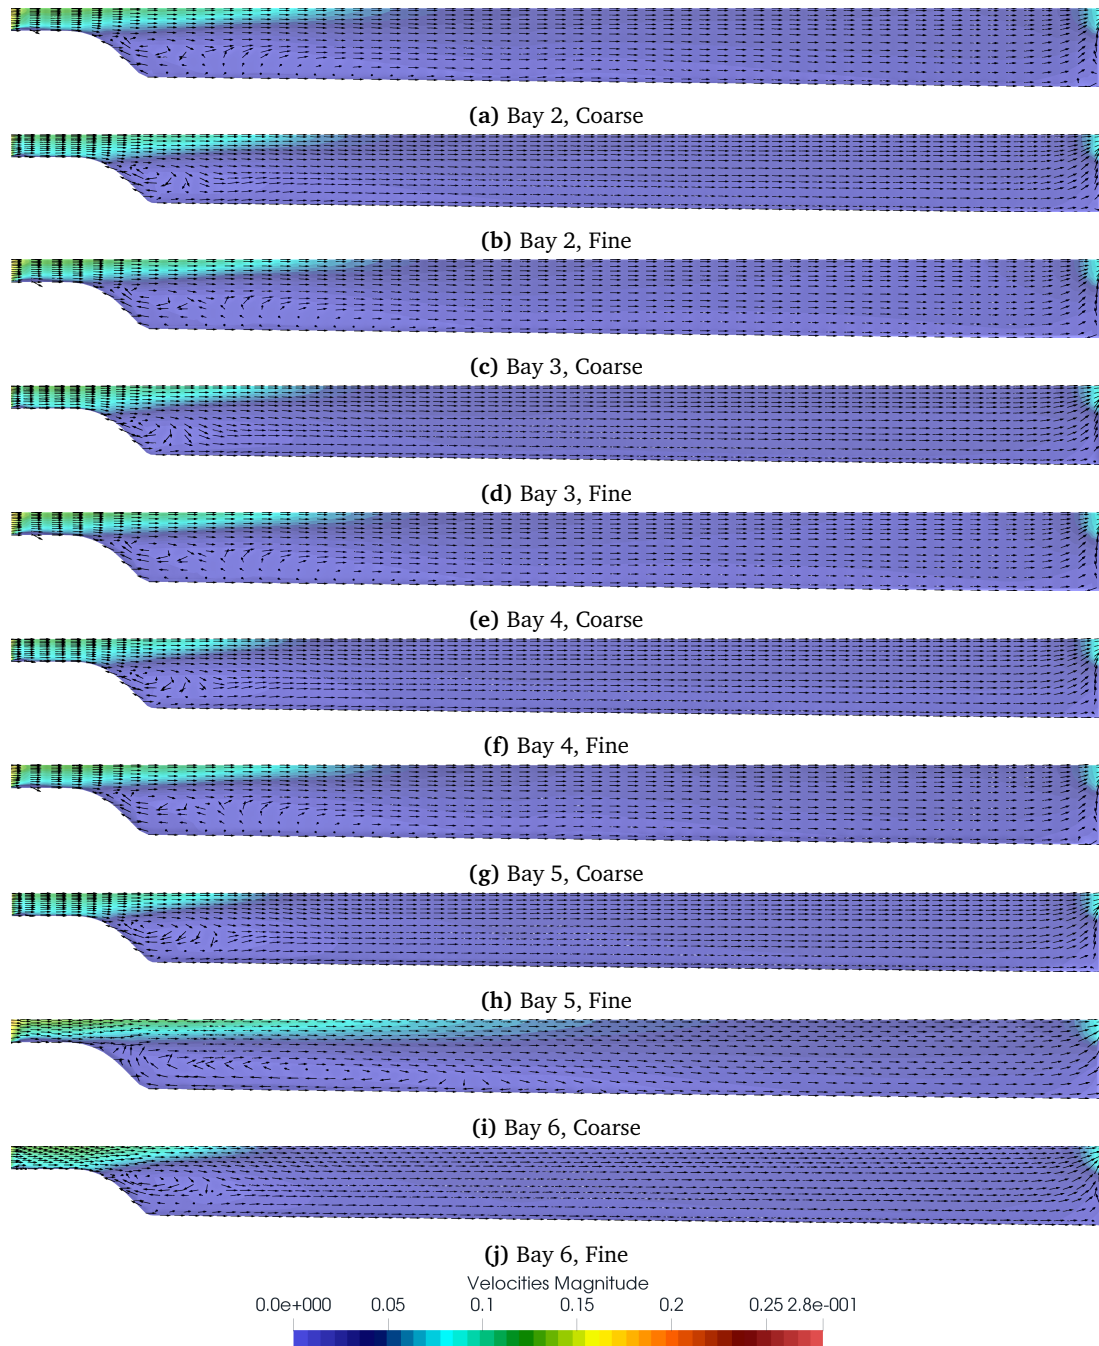 (a) Bay 2, Coarse
(b) Bay 2, Fine
(c) Bay 3, Coarse
(d) Bay 3, Fine
(e) Bay 4, Coarse
(f) Bay 4, Fine
(g) Bay 5, Coarse
(h) Bay 5, Fine
(i) Bay 6, Coarse
(j) Bay 6, Fine
Velocities Magnitude
0.0e+000 0.05 0.1 0.15 0.2 0.25 2.8e-001